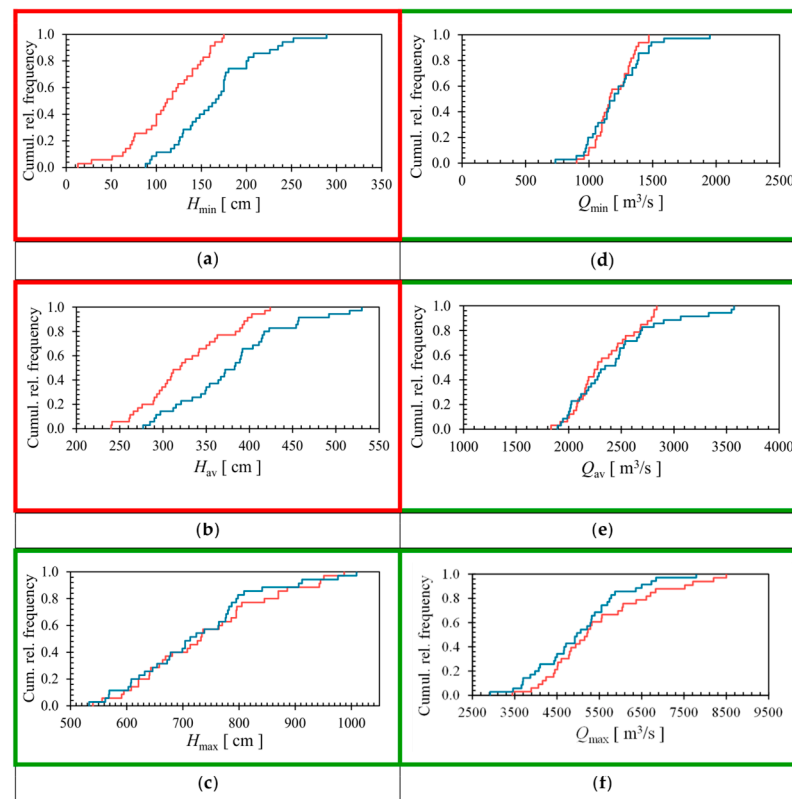 Cumul. rel. frequency
1.0
0.8
0.6
0.4
0.2
0.0
0 50 100 150 200 250 300 350
H_min [ cm ]
(a)
Cumul. rel. frequency
1.0
0.8
0.6
0.4
0.2
0.0
0 500 1000 1500 2000 2500
Q_min [ m³/s ]
(d)
Cumul. rel. frequency
1.0
0.8
0.6
0.4
0.2
0.0
200 250 300 350 400 450 500 550
H_av [ cm ]
(b)
Cumul. rel. frequency
1.0
0.8
0.6
0.4
0.2
0.0
1000 1500 2000 2500 3000 3500 4000
Q_av [ m³/s ]
(e)
Cum. rel. frequency
1.0
0.8
0.6
0.4
0.2
0.0
500 600 700 800 900 1000
H_max [ cm ]
(c)
Cumul. rel. frequency
1.0
0.8
0.6
0.4
0.2
0.0
2500 3500 4500 5500 6500 7500 8500 9500
Q_max [ m³/s ]
(f)